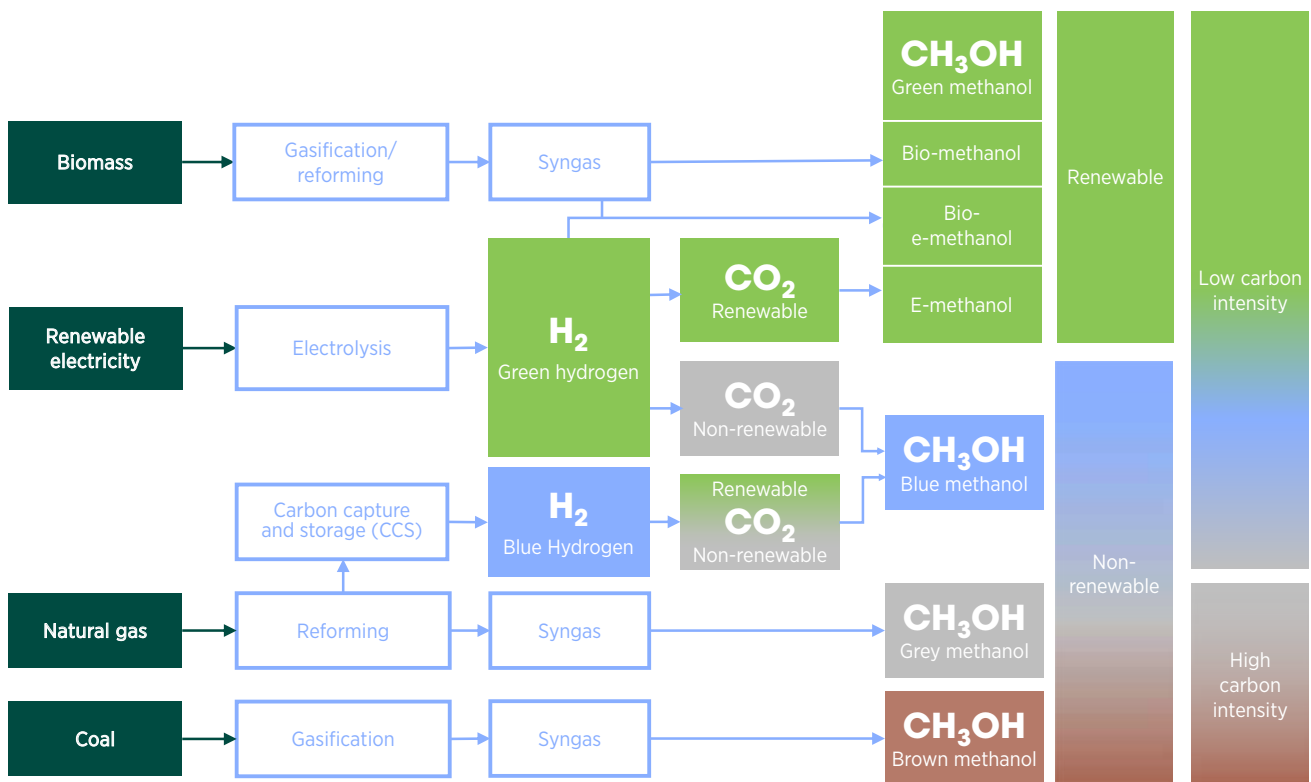 CH₃OH
Green methanol
Biomass
Gasification/
reforming
Syngas
Bio-methanol
Renewable
Bio-
e-methanol
Renewable
electricity
Electrolysis
H₂
Green hydrogen
CO₂
Renewable
E-methanol
Low carbon
intensity
CO₂
Non-renewable
CH₃OH
Blue methanol
Carbon capture
and storage (CCS)
H₂
Blue Hydrogen
Renewable
CO₂
Non-renewable
Non-
renewable
Natural gas
Reforming
Syngas
CH₃OH
Grey methanol
High
carbon
intensity
Coal
Gasification
Syngas
CH₃OH
Brown methanol